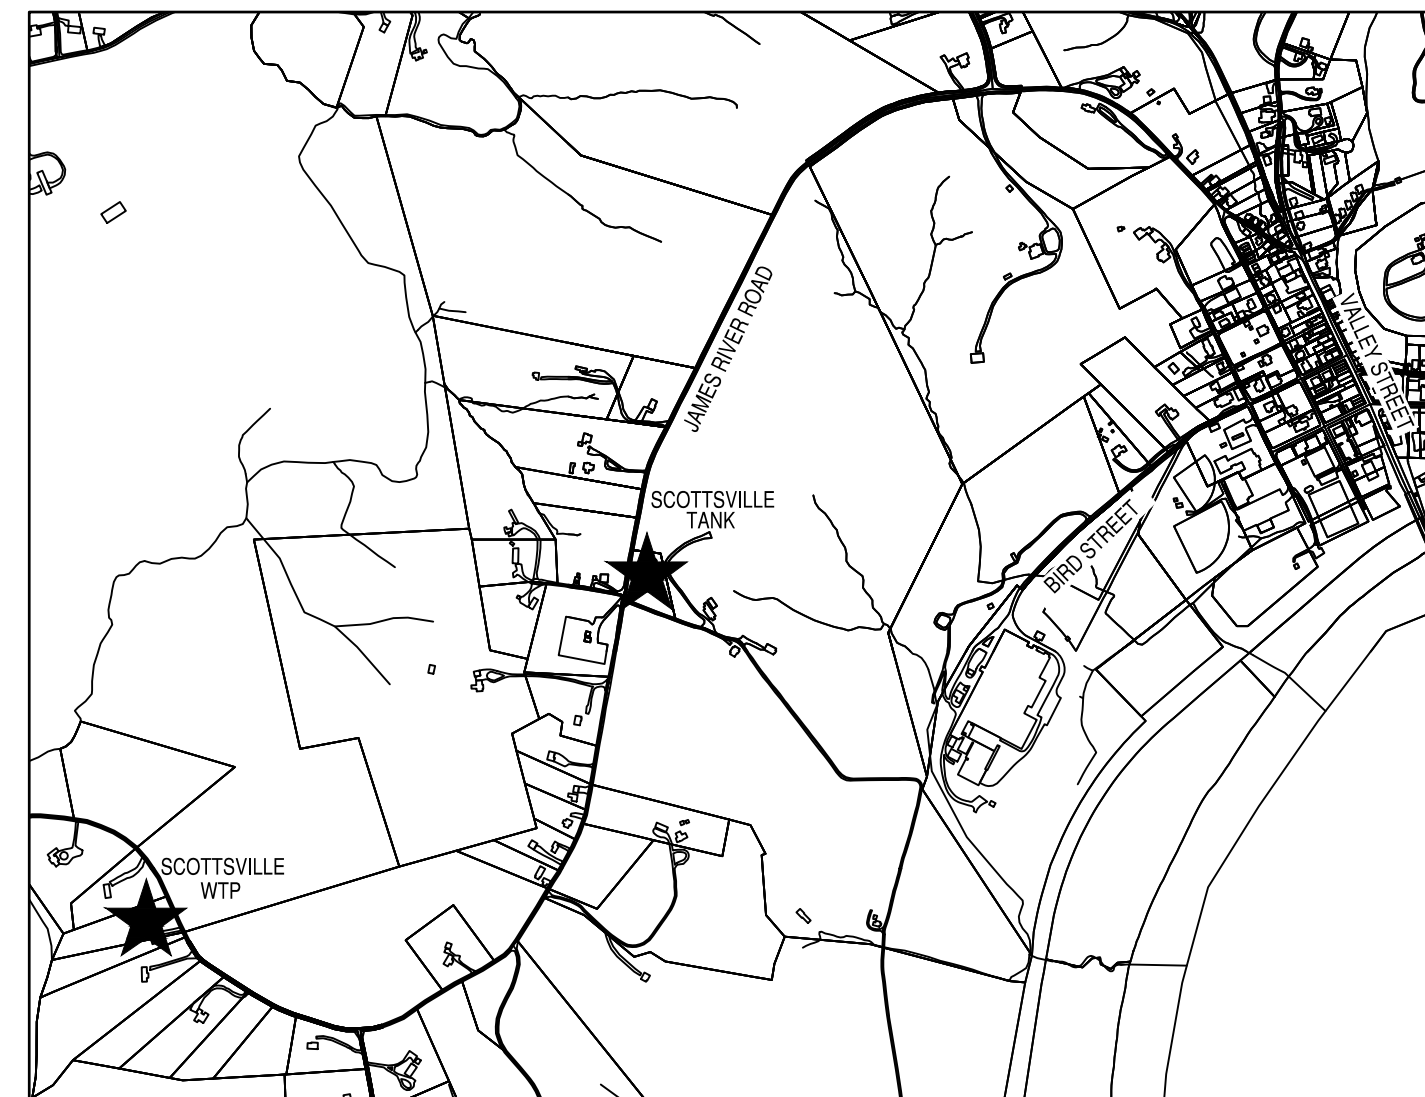 JAMES RIVER ROAD
VALLEY STREET
SCOTTSVILLE
TANK
BIRD STREET
SCOTTSVILLE
WTP